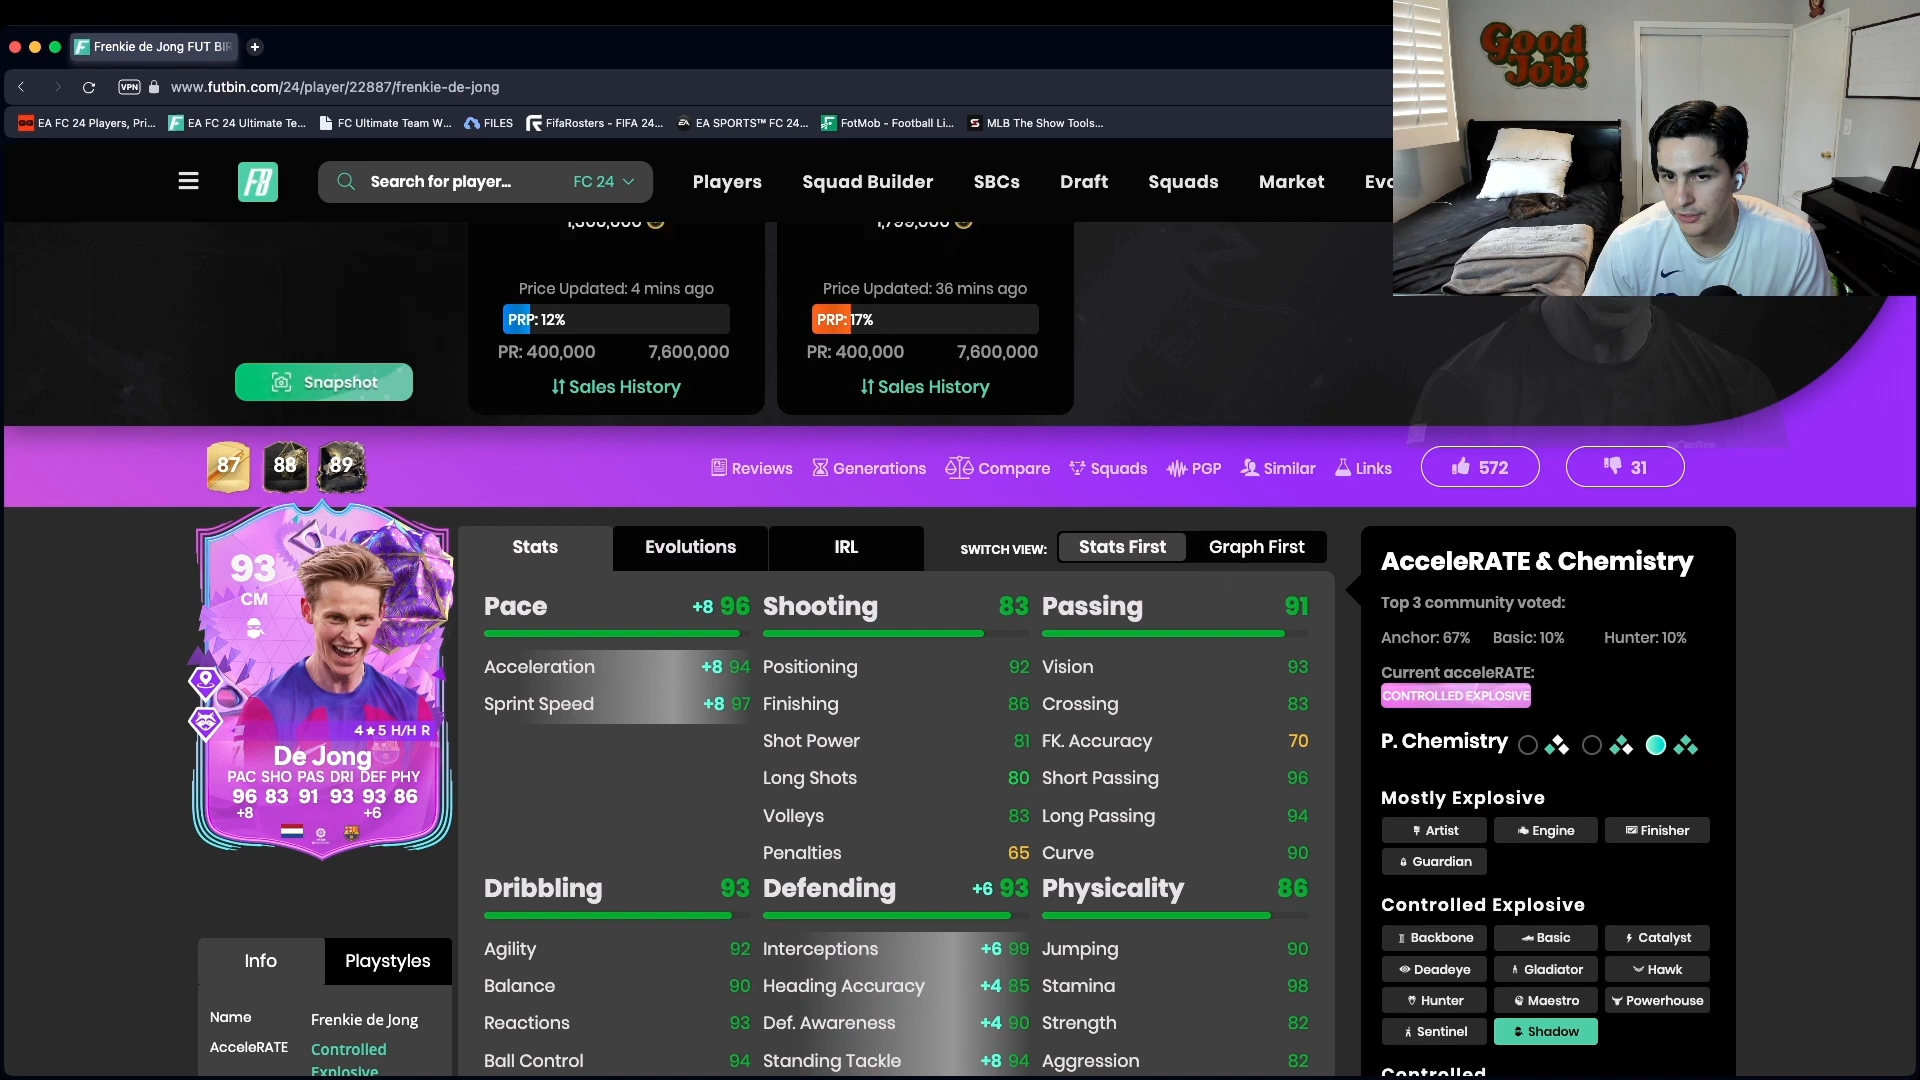 Frenkie de Jong FUT BIR
VPN
www.futbin.com/24/player/22887/frenkie-de-jong
EA FC 24 Players, Pri...
EA FC 24 Ultimate Te...
FC Ultimate Team W...
FILES
FifaRosters - FIFA 24...
EA SPORTS™ FC 24...
FotMob - Football Li...
MLB The Show Tools...
Good
Job!
Search for player...
FC 24
Players
Squad Builder
SBCs
Draft
Squads
Market
Evo
Price Updated: 4 mins ago
PRP: 12%
PR: 400,000
7,600,000
Sales History
Price Updated: 36 mins ago
PRP: 17%
PR: 400,000
7,600,000
Sales History
Snapshot
87
88
89
Reviews
Generations
Compare
Squads
PGP
Similar
Links
572
31
93
CM
4★5 H/H R
De Jong
PAC SHO PAS DRI DEF PHY
96 83 91 93 93 86
+8 +6
Stats
Evolutions
IRL
SWITCH VIEW:
Stats First
Graph First
Pace +8 96
Acceleration +8 94
Sprint Speed +8 97
Shooting 83
Positioning 92
Finishing 86
Shot Power 81
Long Shots 80
Volleys 83
Penalties 65
Passing 91
Vision 93
Crossing 83
FK. Accuracy 70
Short Passing 96
Long Passing 94
Curve 90
Dribbling 93
Agility 92
Balance 90
Reactions 93
Ball Control 94
Defending +6 93
Interceptions +6 99
Heading Accuracy +4 85
Def. Awareness +4 90
Standing Tackle +8 94
Physicality 86
Jumping 90
Stamina 98
Strength 82
Aggression 82
Info
Playstyles
Name Frenkie de Jong
AcceleRATE Controlled
Explosive
AcceleRATE & Chemistry
Top 3 community voted:
Anchor: 67% Basic: 10% Hunter: 10%
Current acceleRATE:
CONTROLLED EXPLOSIVE
P. Chemistry
Mostly Explosive
Artist
Engine
Finisher
Guardian
Controlled Explosive
Backbone
Basic
Catalyst
Deadeye
Gladiator
Hawk
Hunter
Maestro
Powerhouse
Sentinel
Shadow
Controlled